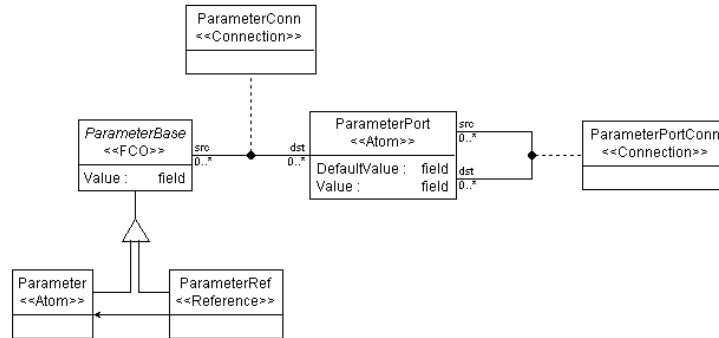 ParameterConn
<<Connection>>
ParameterBase
<<FCO>>
Value : field
src
0..*
dst
0..*
ParameterPort
<<Atom>>
DefaultValue : field
Value : field
src
0..*
dst
0..*
ParameterPortConn
<<Connection>>
Parameter
<<Atom>>
ParameterRef
<<Reference>>